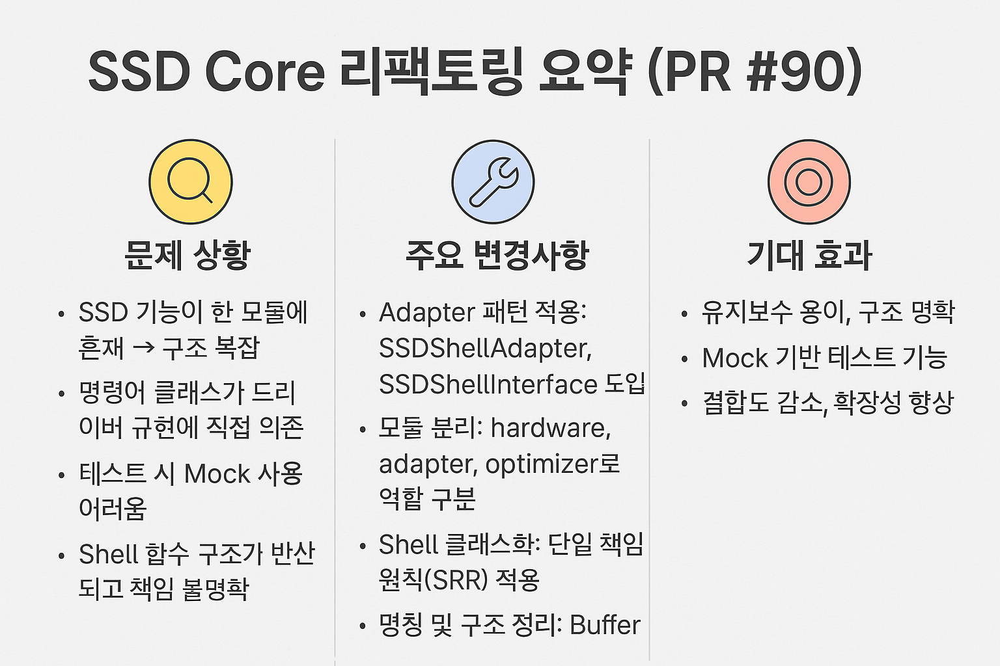 SSD Core 리팩토링 요약 (PR #90)
문제 상황
• SSD 기능이 한 모듈에
흔재 → 구조 복잡
• 명령어 클래스가 드리
이버 규현에 직접 의존
• 테스트 시 Mock 사용
어러움
• Shell 함수 구조가 반산
되고 책임 불명확
주요 변경사항
• Adapter 패턴 적용:
SSDShellAdapter,
SSDShellInterface 도입
• 모둘 분리: hardware,
adapter, optimizer로
역할 구분
• Shell 클래스학: 단일 책임
원칙(SRR) 적용
• 명칭 및 구조 정리: Buffer
기대 효과
• 유지보수 용이, 구조 명확
• Mock 기반 테스트 기능
• 결합도 감소, 확장성 향상